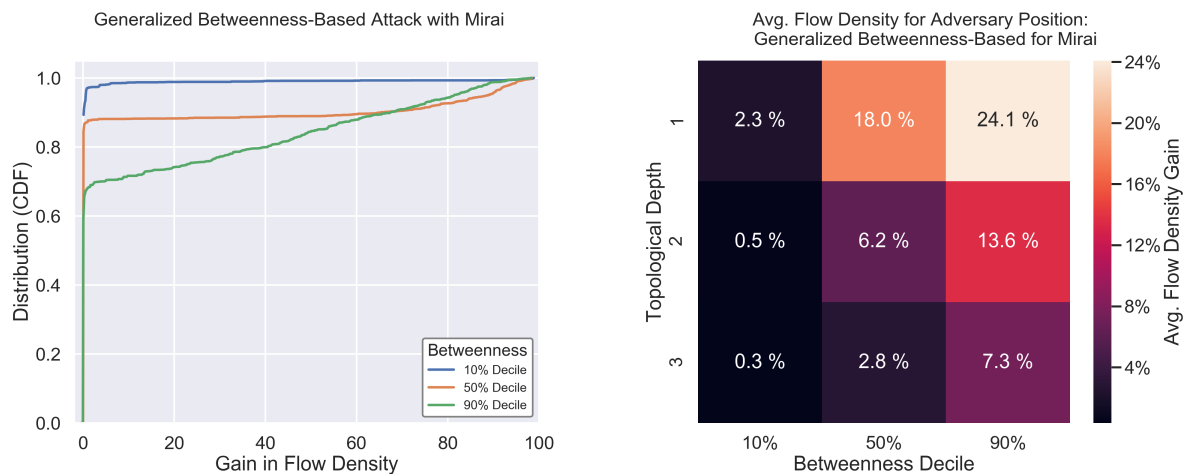 Generalized Betweenness-Based Attack with Mirai
Distribution (CDF)
1.0
0.8
0.6
0.4
0.2
0.0
0 20 40 60 80 100
Gain in Flow Density
Betweenness
10% Decile
50% Decile
90% Decile
Avg. Flow Density for Adversary Position:
Generalized Betweenness-Based for Mirai
Topological Depth
1
2.3 % 18.0 % 24.1 %
2
0.5 % 6.2 % 13.6 %
3
0.3 % 2.8 % 7.3 %
10% 50% 90%
Betweenness Decile
24%
20%
16%
12%
8%
4%
Avg. Flow Density Gain